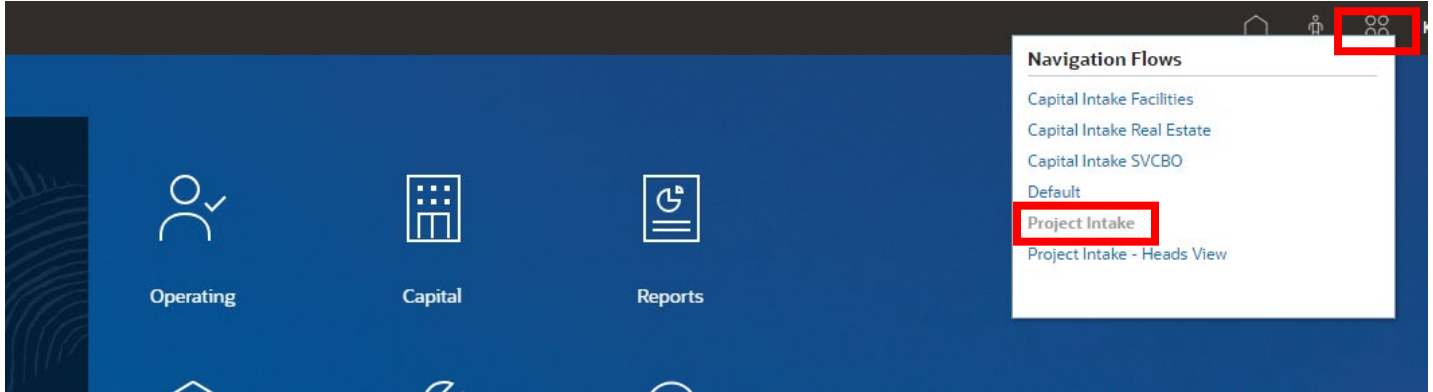 Navigation Flows
Capital Intake Facilities
Capital Intake Real Estate
Capital Intake SVCBO
Default
Project Intake
Project Intake - Heads View
Operating
Capital
Reports